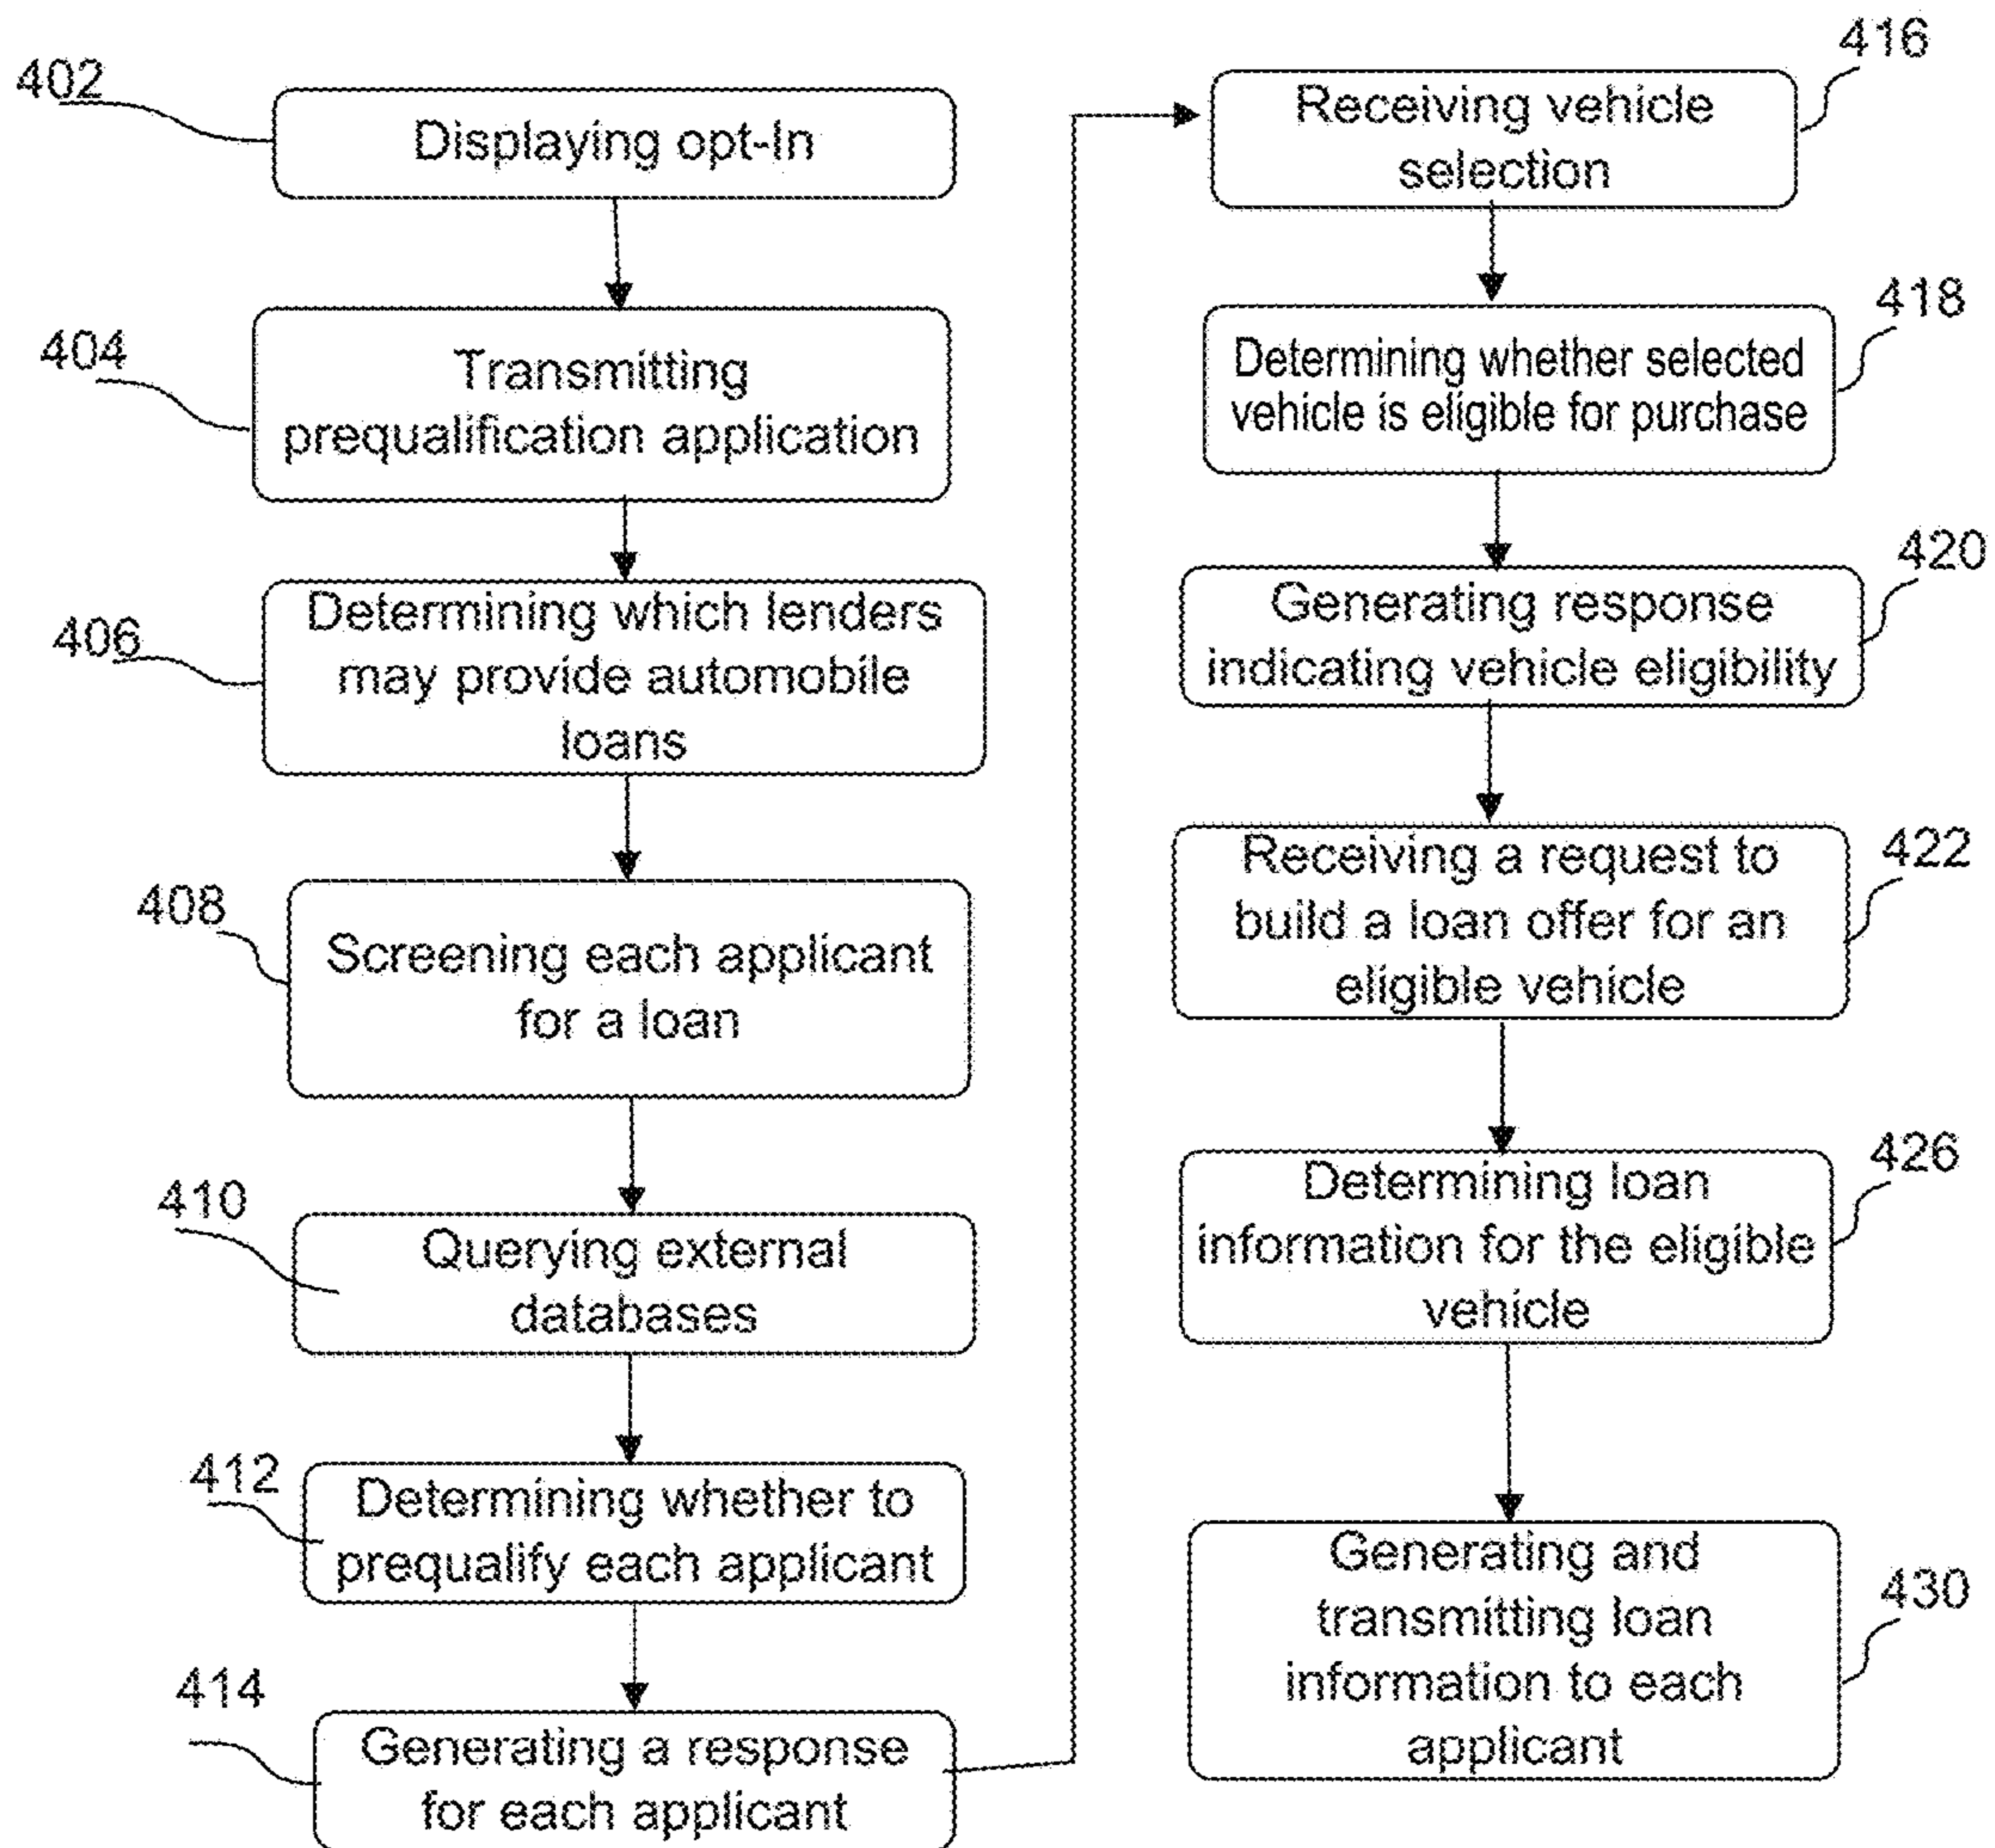 402
Displaying opt-In
404
Transmitting
prequalification application
406
Determining which lenders
may provide automobile
loans
408
Screening each applicant
for a loan
410
Querying external
databases
412
Determining whether to
prequalify each applicant
414
Generating a response
for each applicant
416
Receiving vehicle
selection
418
Determining whether selected
vehicle is eligible for purchase
420
Generating response
indicating vehicle eligibility
422
Receiving a request to
build a loan offer for an
eligible vehicle
426
Determining loan
information for the eligible
vehicle
430
Generating and
transmitting loan
information to each
applicant